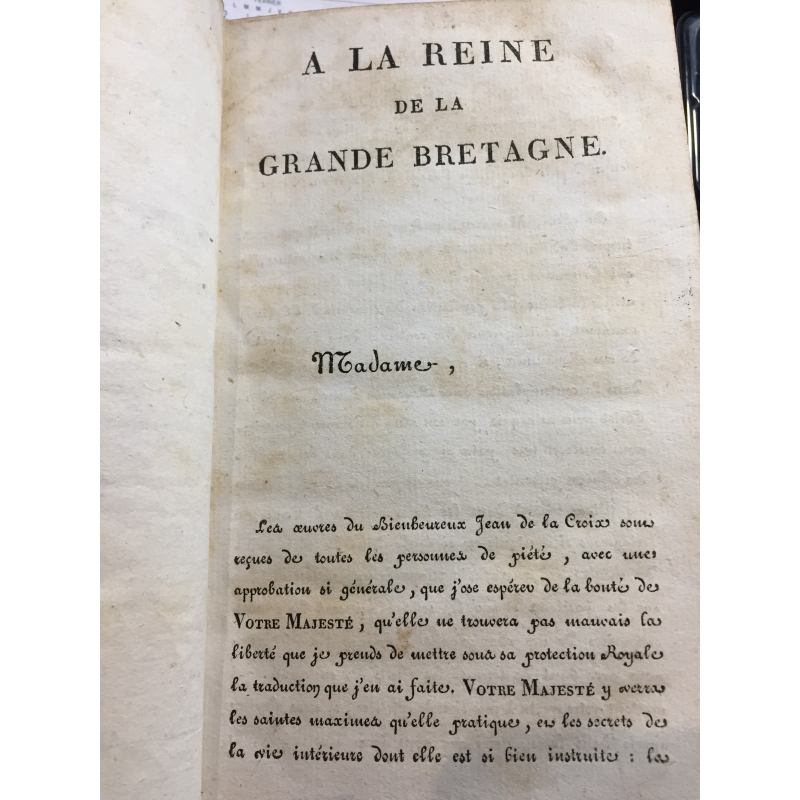 A LA REINE
DE LA
GRANDE BRETAGNE.
Madame,
Les œuvres du Bienheureux Jean de la Croix sont
reçues de toutes les personnes de piété, avec une
approbation si générale, que j'ose espérer de la bonté de
VOTRE MAJESTÉ, qu'elle ne trouvera pas mauvais la
liberté que je prends de mettre sous sa protection Royale
la traduction que j'en ai faite. VOTRE MAJESTÉ y verra
les saintes maximes qu'elle pratique, et les secrets de
la vie intérieure dont elle est si bien instruite : la